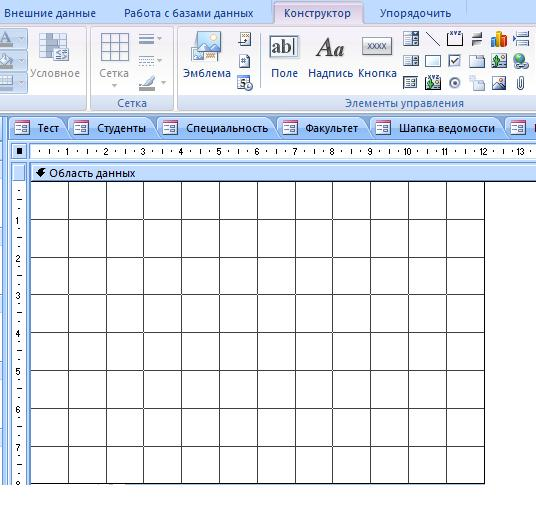 Внешние данные Работа с базами данных Конструктор Упорядочить
Условное Сетка Эмблема ab| Поле Aa Надпись XXXX Кнопка
Сетка Элементы управления
Тест Студенты Специальность Факультет Шапка ведомости
1 2 3 4 5 6 7 8 9 10 11 12 13
Область данных
1
2
3
4
5
6
7